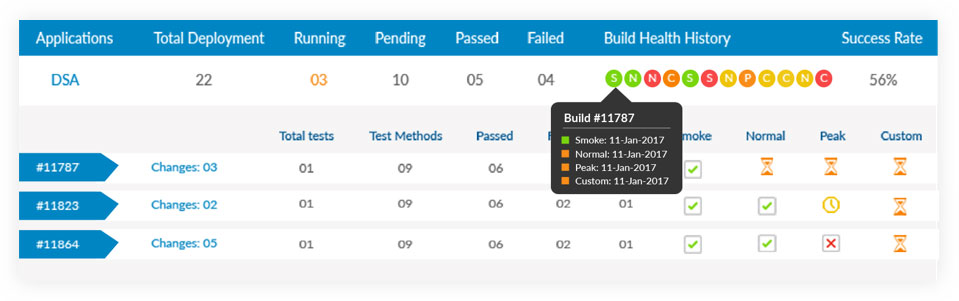 Applications Total Deployment Running Pending Passed Failed Build Health History Success Rate
DSA 22 03 10 05 04 S N N C S S N P C C N C 56%
Build #11787
Smoke: 11-Jan-2017
Normal: 11-Jan-2017
Peak: 11-Jan-2017
Custom: 11-Jan-2017
Total tests Test Methods Passed F moke Normal Peak Custom
#11787 Changes: 03 01 09 06
#11823 Changes: 02 01 09 06 02 01
#11864 Changes: 05 01 09 06 02 01